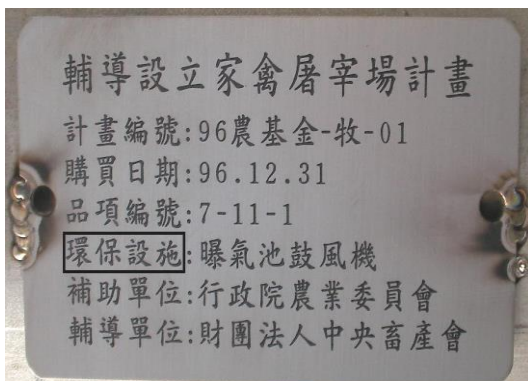 輔導設立家禽屠宰場計畫
計畫編號:96農基金-牧-01
購買日期:96.12.31
品項編號:7-11-1
環保設施:曝氣池鼓風機
補助單位:行政院農業委員會
輔導單位:財團法人中央畜產會